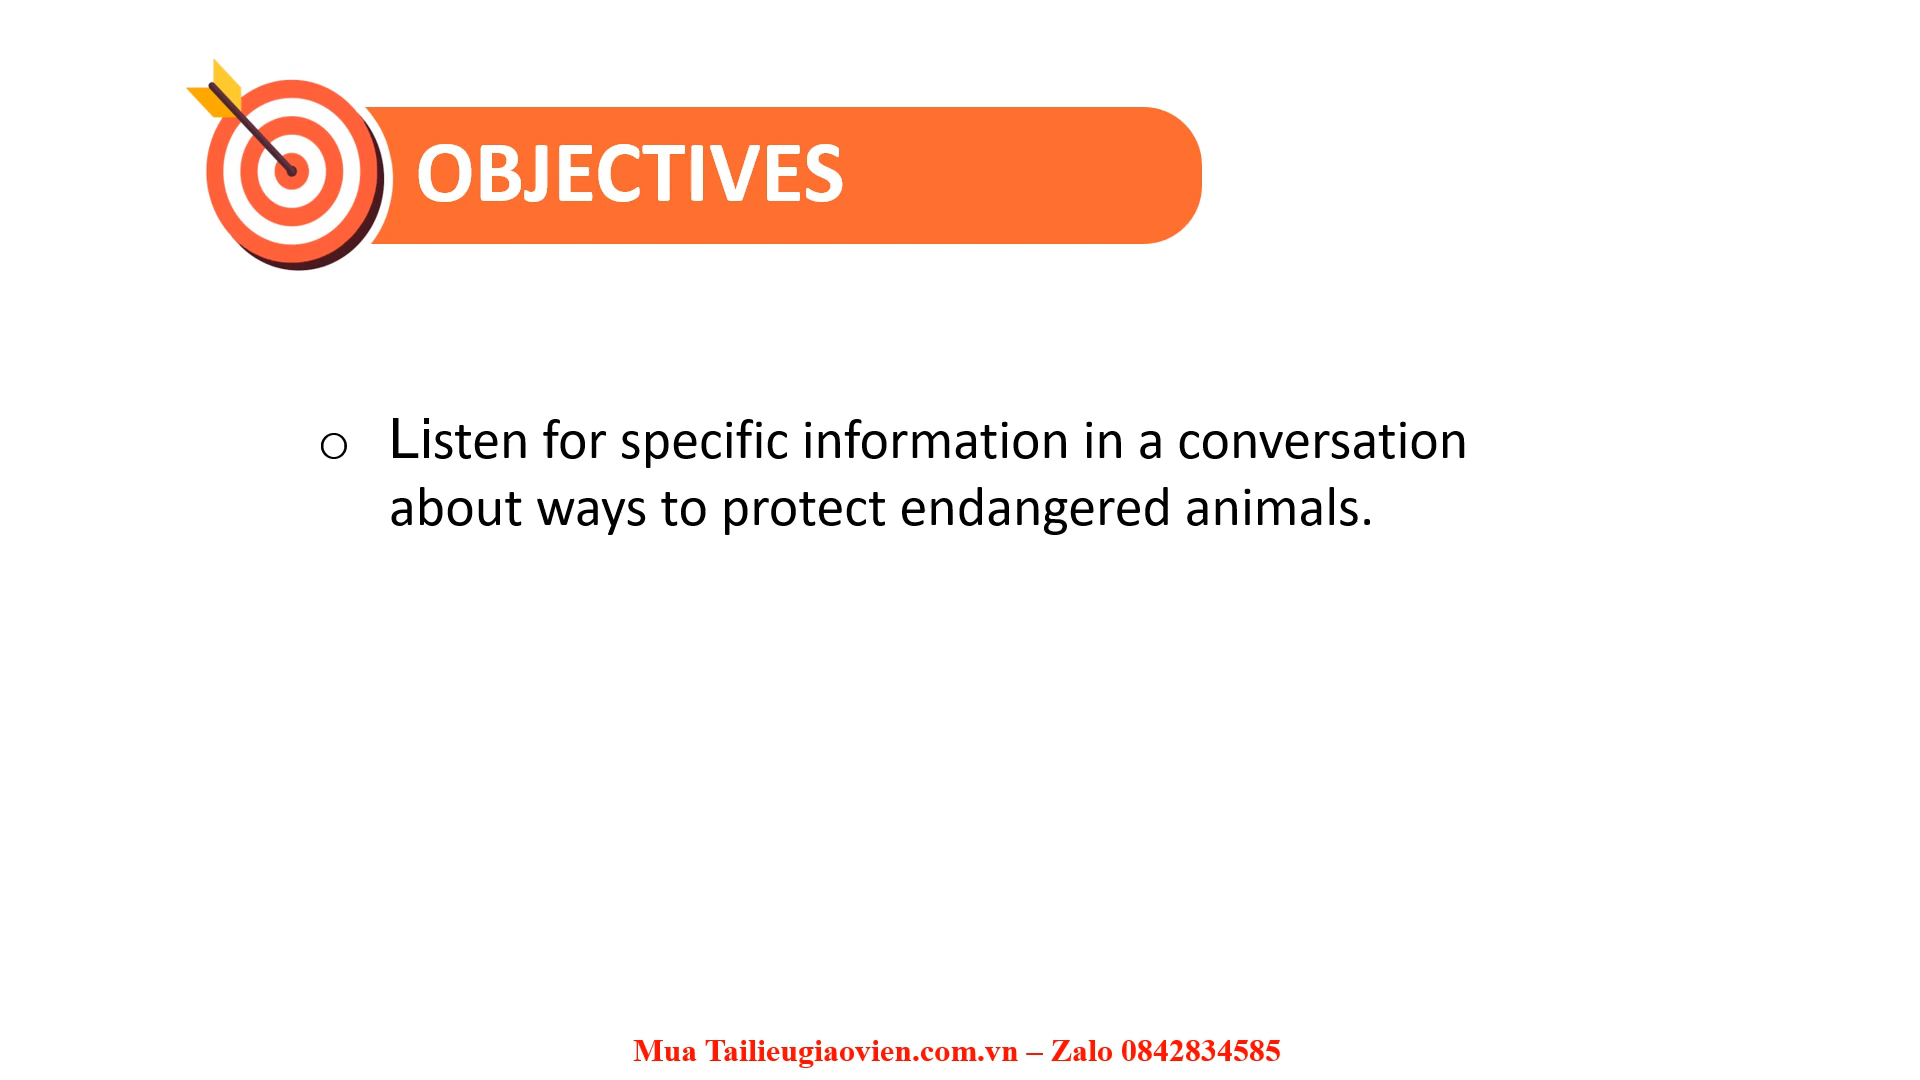 OBJECTIVES
o Listen for specific information in a conversation
about ways to protect endangered animals.
Mua Tailieugiaovien.com.vn – Zalo 0842834585